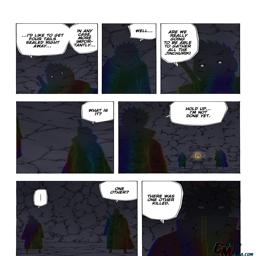 ...I'D LIKE TO GET
FOUR TAILS
SEALED RIGHT
AWAY...
IN ANY
CASE,
MORE
IMPOR-
TANTLY...
WELL...
ARE WE
REALLY
GOING
TO BE ABLE
TO GATHER
ALL THE
JINCHURIKI
WHAT IS
IT?
HOLD UP...
I'M NOT
DONE YET.
ONE
OTHER?
THERE WAS
ONE OTHER
KILLED.